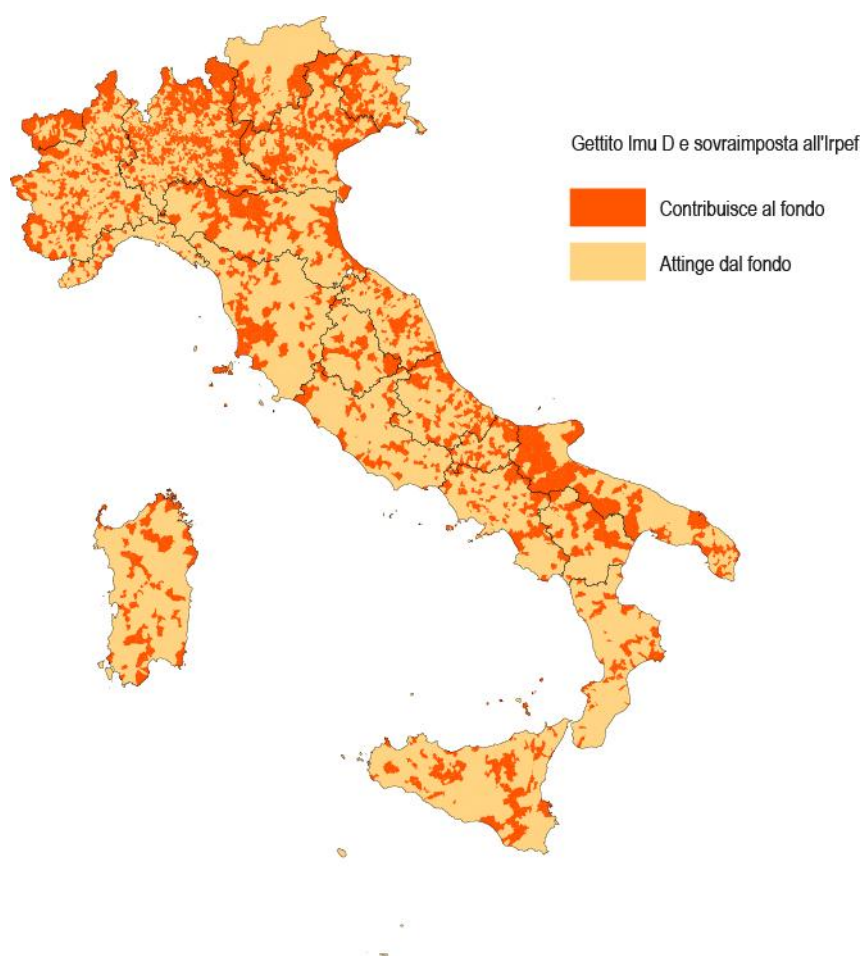 Gettito Imu D e sovraimposta all'Irpef
Contribuisce al fondo
Attinge dal fondo